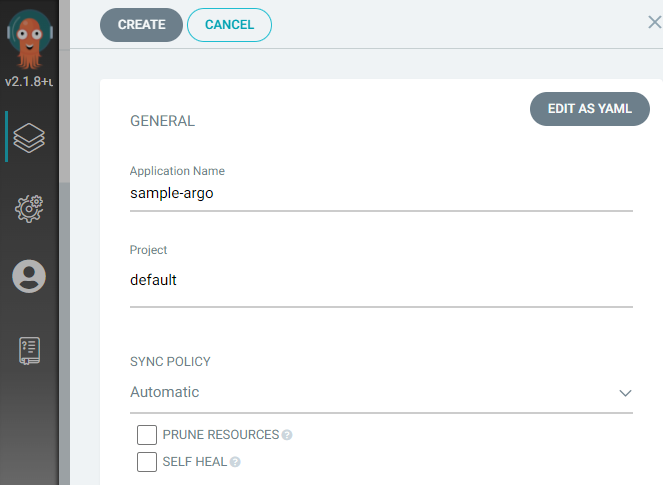 CREATE
CANCEL
v2.1.8+u
EDIT AS YAML
GENERAL
Application Name
sample-argo
Project
default
SYNC POLICY
Automatic
PRUNE RESOURCES ?
SELF HEAL ?